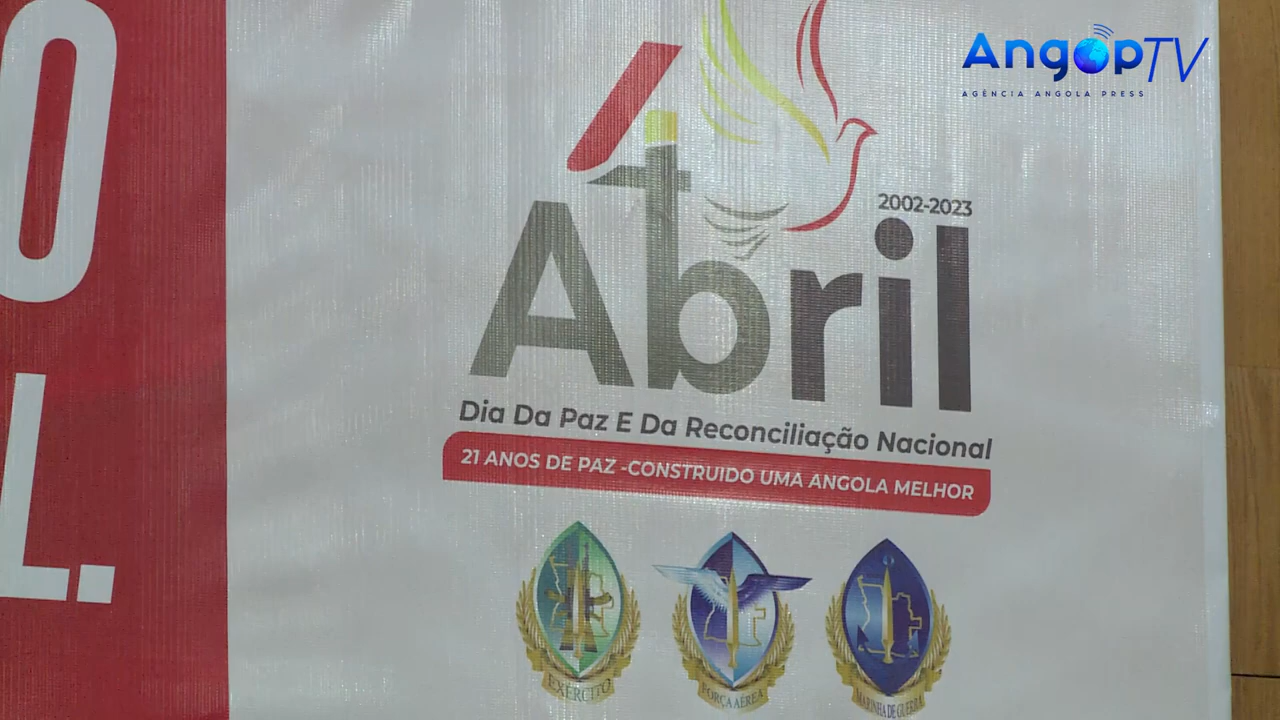 O
L.
AngopTV
AGÊNCIA ANGOLA PRESS
2002-2023
4 Abril
Dia Da Paz E Da Reconciliação Nacional
21 ANOS DE PAZ -CONSTRUIDO UMA ANGOLA MELHOR
EXÉRCITO
FORÇA AÉREA
MARINHA DE GUERRA